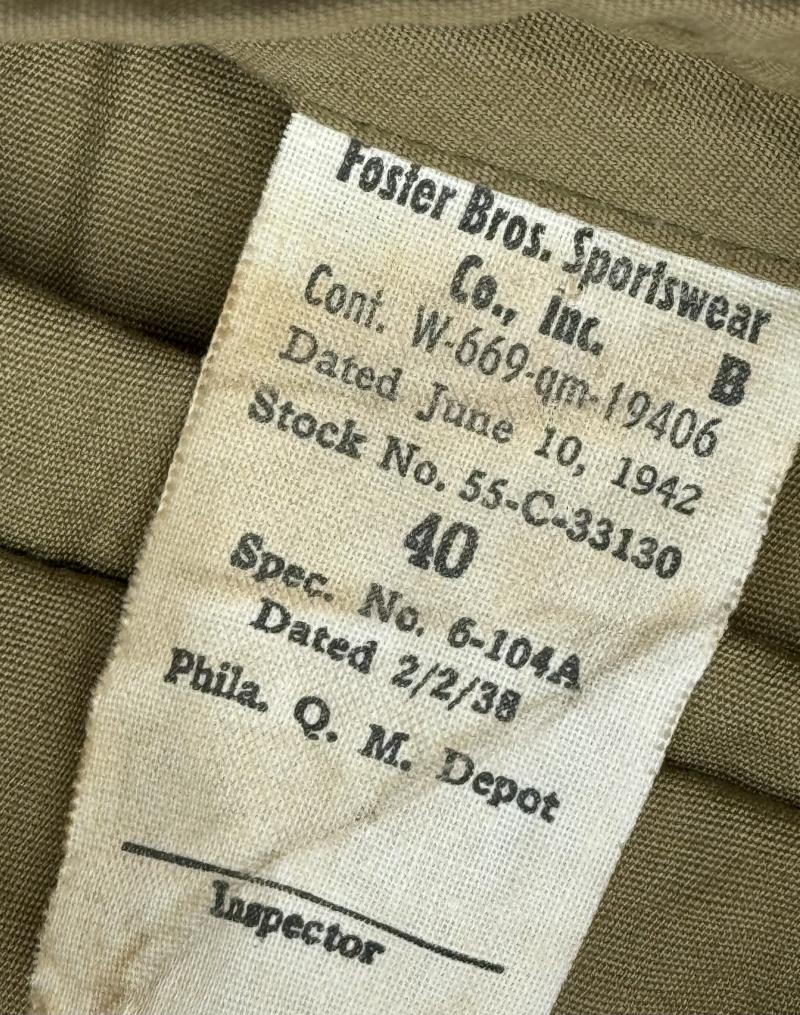 Foster Bros. Sportswear
Co., Inc. B
Cont. W-669-qm-19406
Dated June 10, 1942
Stock No. 55-C-33130
40
Spec. No. 6-104A
Dated 2/2/38
Phila. Q. M. Depot
Inspector